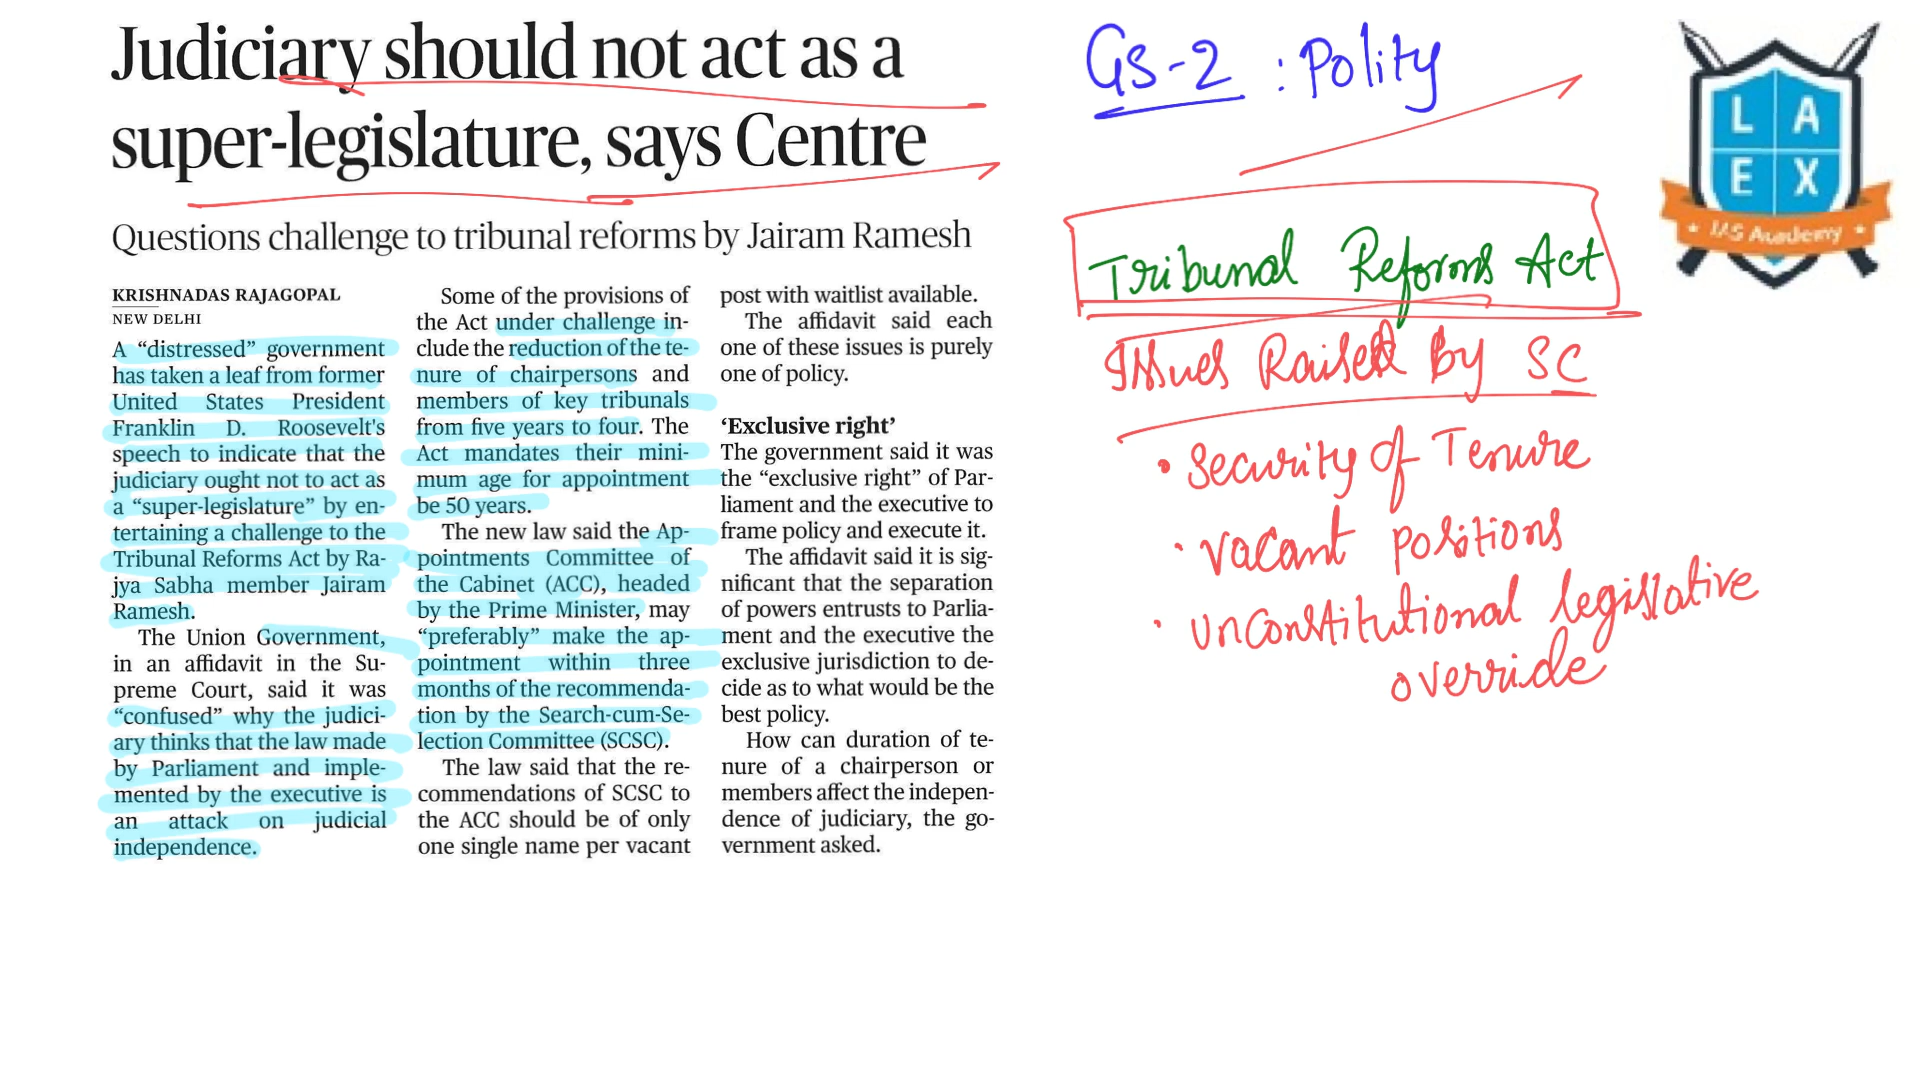 Judiciary should not act as a
super-legislature, says Centre
Questions challenge to tribunal reforms by Jairam Ramesh
KRISHNADAS RAJAGOPAL
NEW DELHI
A “distressed” government
has taken a leaf from former
United States President
Franklin D. Roosevelt's
speech to indicate that the
judiciary ought not to act as
a “super-legislature” by en-
tertaining a challenge to the
Tribunal Reforms Act by Ra-
jya Sabha member Jairam
Ramesh.
The Union Government,
in an affidavit in the Su-
preme Court, said it was
“confused” why the judici-
ary thinks that the law made
by Parliament and imple-
mented by the executive is
an attack on judicial
independence.
Some of the provisions of
the Act under challenge in-
clude the reduction of the te-
nure of chairpersons and
members of key tribunals
from five years to four. The
Act mandates their mini-
mum age for appointment
be 50 years.
The new law said the Ap-
pointments Committee of
the Cabinet (ACC), headed
by the Prime Minister, may
“preferably” make the ap-
pointment within three
months of the recommenda-
tion by the Search-cum-Se-
lection Committee (SCSC).
The law said that the re-
commendations of SCSC to
the ACC should be of only
one single name per vacant
post with waitlist available.
The affidavit said each
one of these issues is purely
one of policy.
‘Exclusive right’
The government said it was
the “exclusive right” of Par-
liament and the executive to
frame policy and execute it.
The affidavit said it is sig-
nificant that the separation
of powers entrusts to Parlia-
ment and the executive the
exclusive jurisdiction to de-
cide as to what would be the
best policy.
How can duration of te-
nure of a chairperson or
members affect the indepen-
dence of judiciary, the go-
vernment asked.
GS-2 : Polity
Tribunal Reforms Act
Issues Raised by SC
• Security of Tenure
• vacant positions
• unconstitutional legislative
override
L A
E X
IAS Academy